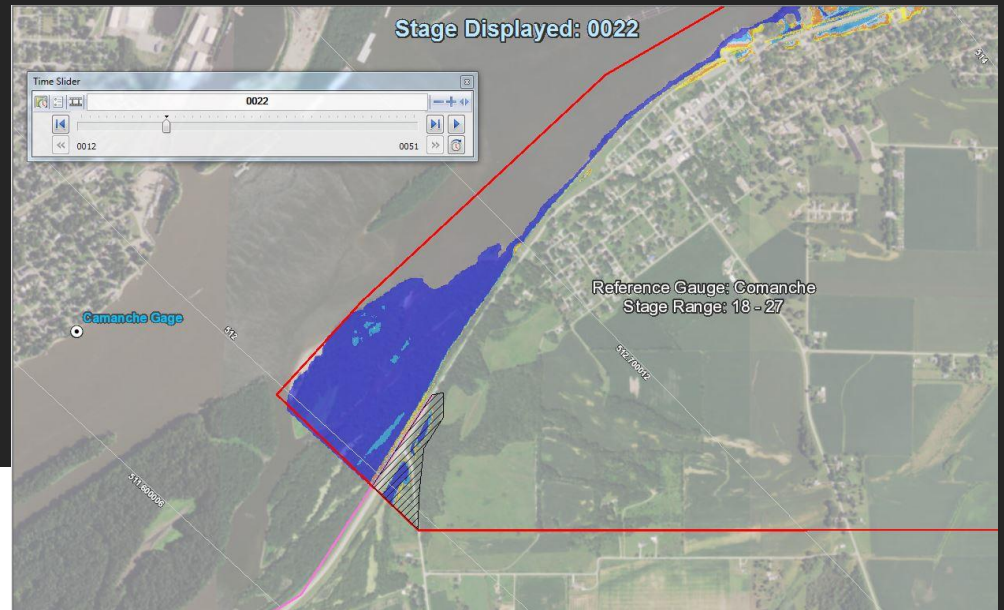 Stage Displayed: 0022
514
Time Slider
0022
0012
0051
Reference Gauge: Comanche
Stage Range: 18 - 27
Camanche Gage
512
512.700012
511.600006